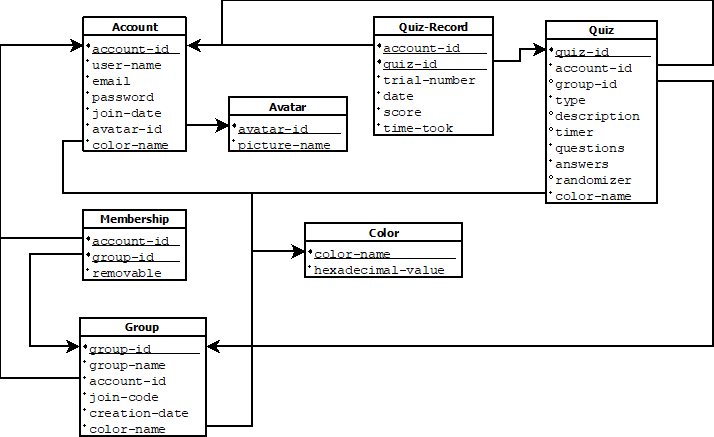 Account
account-id
user-name
email
password
join-date
avatar-id
color-name
Avatar
avatar-id
picture-name
Quiz-Record
account-id
quiz-id
trial-number
date
score
time-took
Quiz
quiz-id
account-id
group-id
type
description
timer
questions
answers
randomizer
color-name
Membership
account-id
group-id
removable
Color
color-name
hexadecimal-value
Group
group-id
group-name
account-id
join-code
creation-date
color-name